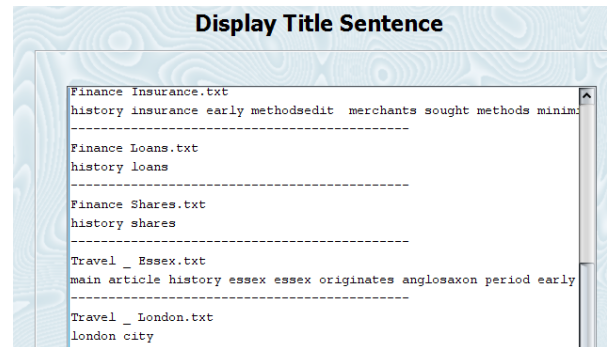 Display Title Sentence
Finance Insurance.txt
history insurance early methodsedit  merchants sought methods minimi
-------------------------------------------
Finance Loans.txt
history loans
-------------------------------------------
Finance Shares.txt
history shares
-------------------------------------------
Travel _ Essex.txt
main article history essex essex originates anglosaxon period early
-------------------------------------------
Travel _ London.txt
london city